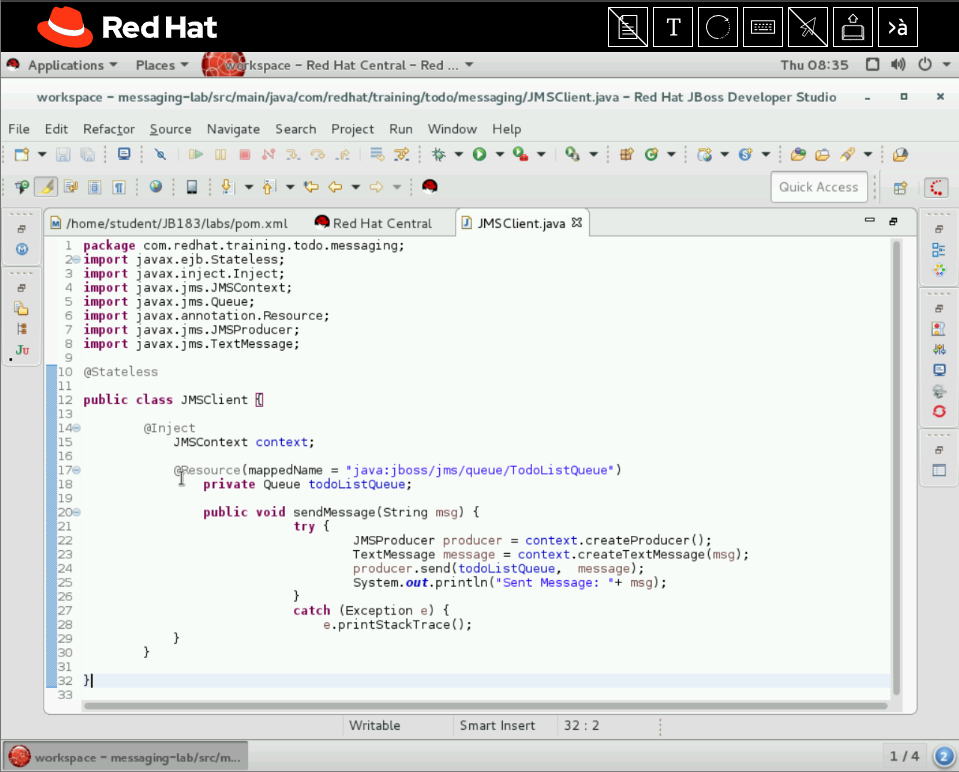 Red Hat
T
>à
Applications Places workspace – Red Hat Central – Red ... Thu 08:35
workspace – messaging-lab/src/main/java/com/redhat/training/todo/messaging/JMSClient.java – Red Hat JBoss Developer Studio
File Edit Refactor Source Navigate Search Project Run Window Help
Quick Access
/home/student/JB183/labs/pom.xml Red Hat Central JMSClient.java
1 package com.redhat.training.todo.messaging;
2 import javax.ejb.Stateless;
3 import javax.inject.Inject;
4 import javax.jms.JMSContext;
5 import javax.jms.Queue;
6 import javax.annotation.Resource;
7 import javax.jms.JMSProducer;
8 import javax.jms.TextMessage;
9
10 @Stateless
11
12 public class JMSClient {
13
14 @Inject
15 JMSContext context;
16
17 @Resource(mappedName = "java:jboss/jms/queue/TodoListQueue")
18 private Queue todoListQueue;
19
20 public void sendMessage(String msg) {
21 try {
22 JMSProducer producer = context.createProducer();
23 TextMessage message = context.createTextMessage(msg);
24 producer.send(todoListQueue, message);
25 System.out.println("Sent Message: "+ msg);
26 }
27 catch (Exception e) {
28 e.printStackTrace();
29 }
30 }
31
32 }
33
Ju
Writable Smart Insert 32 : 2
workspace – messaging-lab/src/m... 1 / 4 2